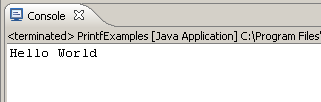 Console
<terminated> PrintfExamples [Java Application] C:\Program Files\
Hello World